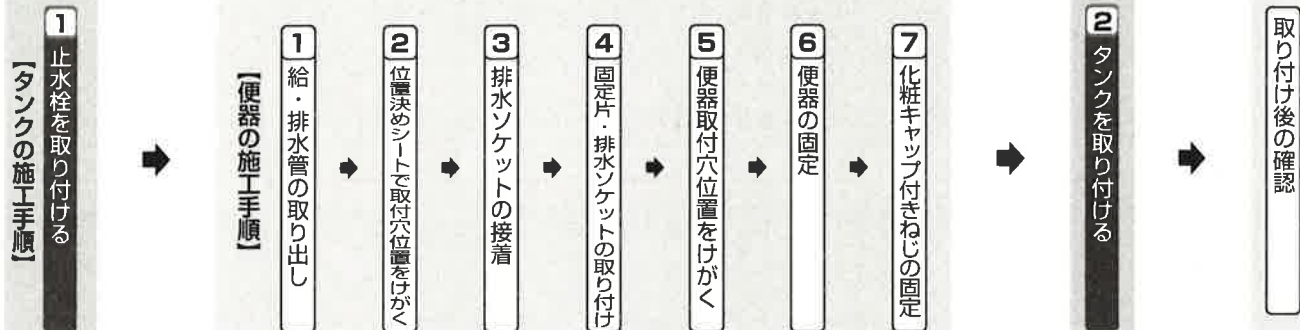 【タンクの施工手順】
1 止水栓を取り付ける
【便器の施工手順】
1 給・排水管の取り出し
2 位置決めシートで取付穴位置をけがく
3 排水ソケットの接着
4 固定片・排水ソケットの取り付け
5 便器取付穴位置をけがく
6 便器の固定
7 化粧キャップ付きねじの固定
2 タンクを取り付ける
取り付け後の確認